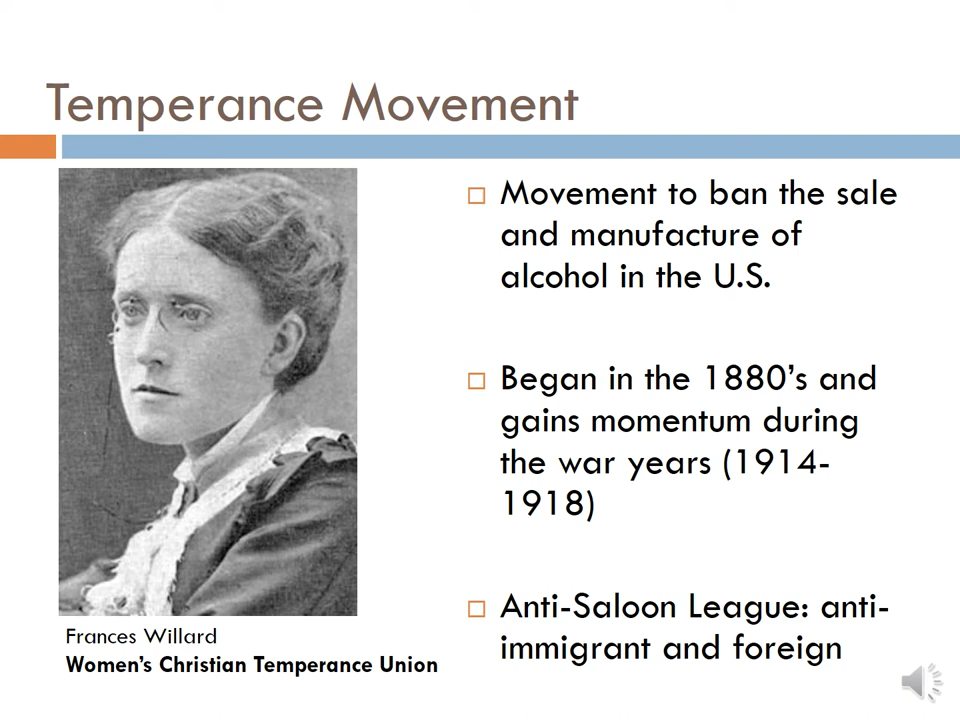 Temperance Movement
Movement to ban the sale
and manufacture of
alcohol in the U.S.
Began in the 1880’s and
gains momentum during
the war years (1914-
1918)
Anti-Saloon League: anti-
immigrant and foreign
Frances Willard
Women’s Christian Temperance Union